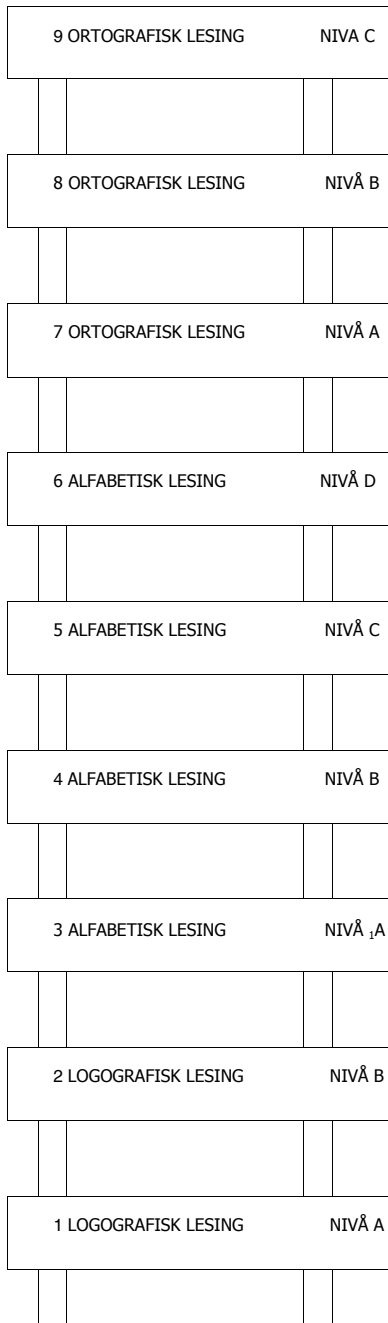 9 ORTOGRAFISK LESING NIVA C
8 ORTOGRAFISK LESING NIVÅ B
7 ORTOGRAFISK LESING NIVÅ A
6 ALFABETISK LESING NIVÅ D
5 ALFABETISK LESING NIVÅ C
4 ALFABETISK LESING NIVÅ B
3 ALFABETISK LESING NIVÅ ₁A
2 LOGOGRAFISK LESING NIVÅ B
1 LOGOGRAFISK LESING NIVÅ A